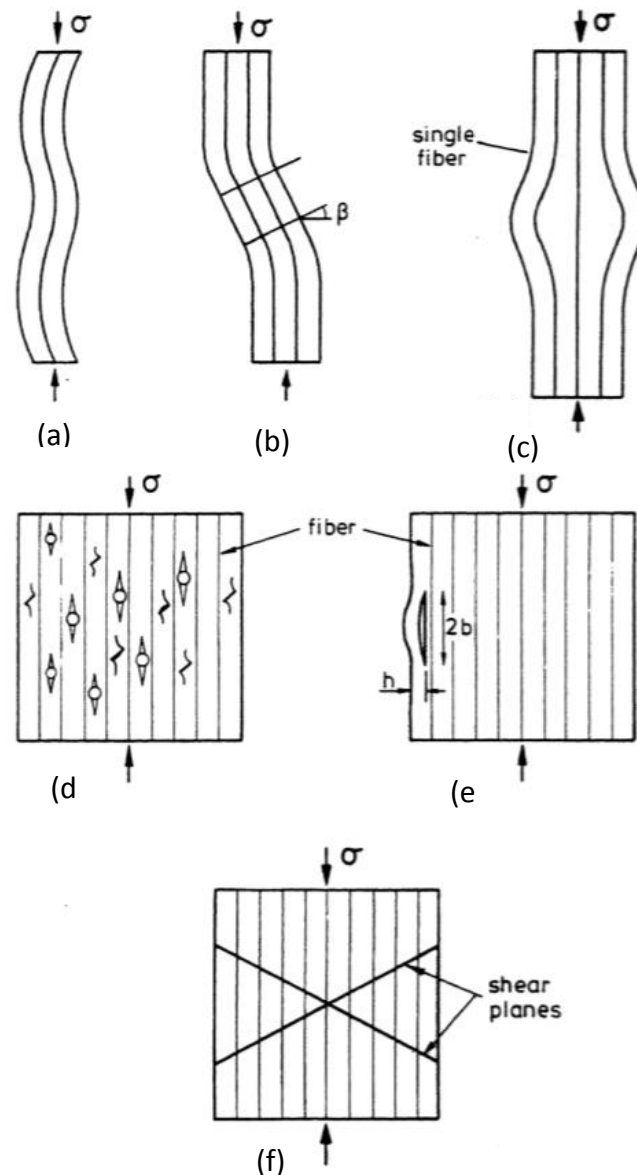 σ σ σ
single
fiber
β
(a) (b) (c)
σ σ
fiber
2b
h
(d (e
σ
shear
planes
(f)